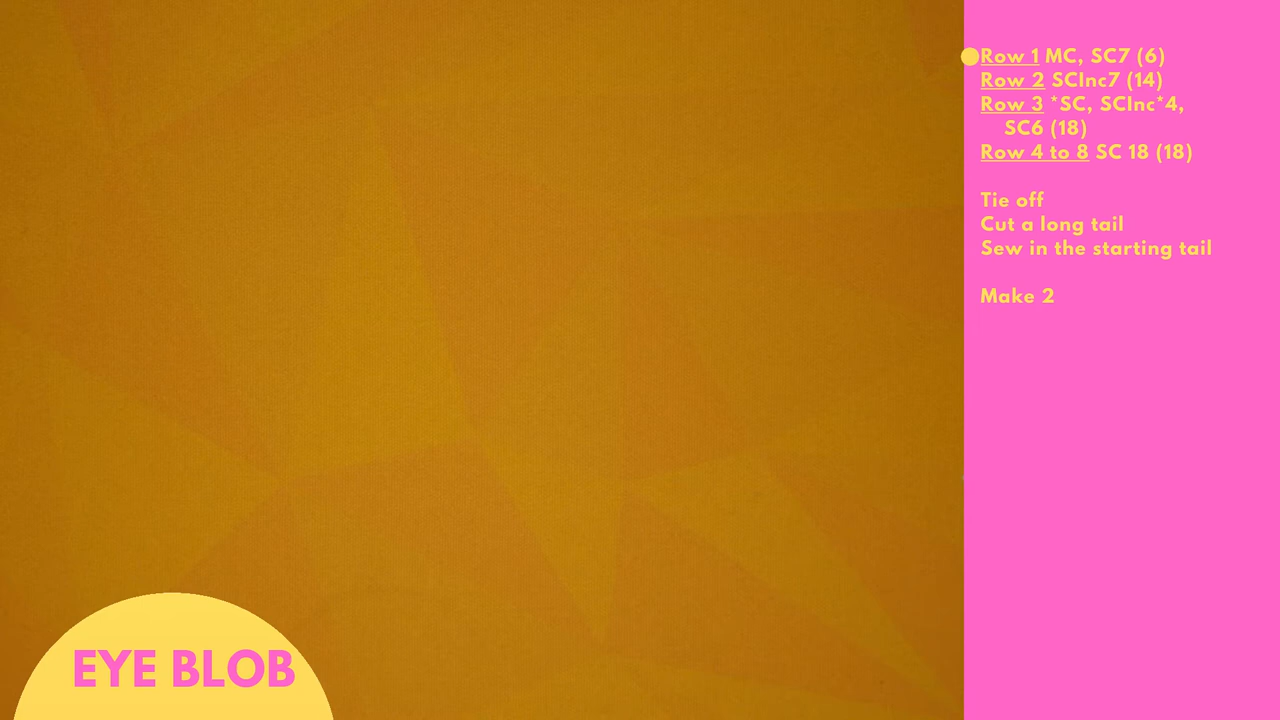 Row 1 MC, SC7 (6)
Row 2 SCInc7 (14)
Row 3 *SC, SCInc*4,
SC6 (18)
Row 4 to 8 SC 18 (18)
Tie off
Cut a long tail
Sew in the starting tail
Make 2
EYE BLOB